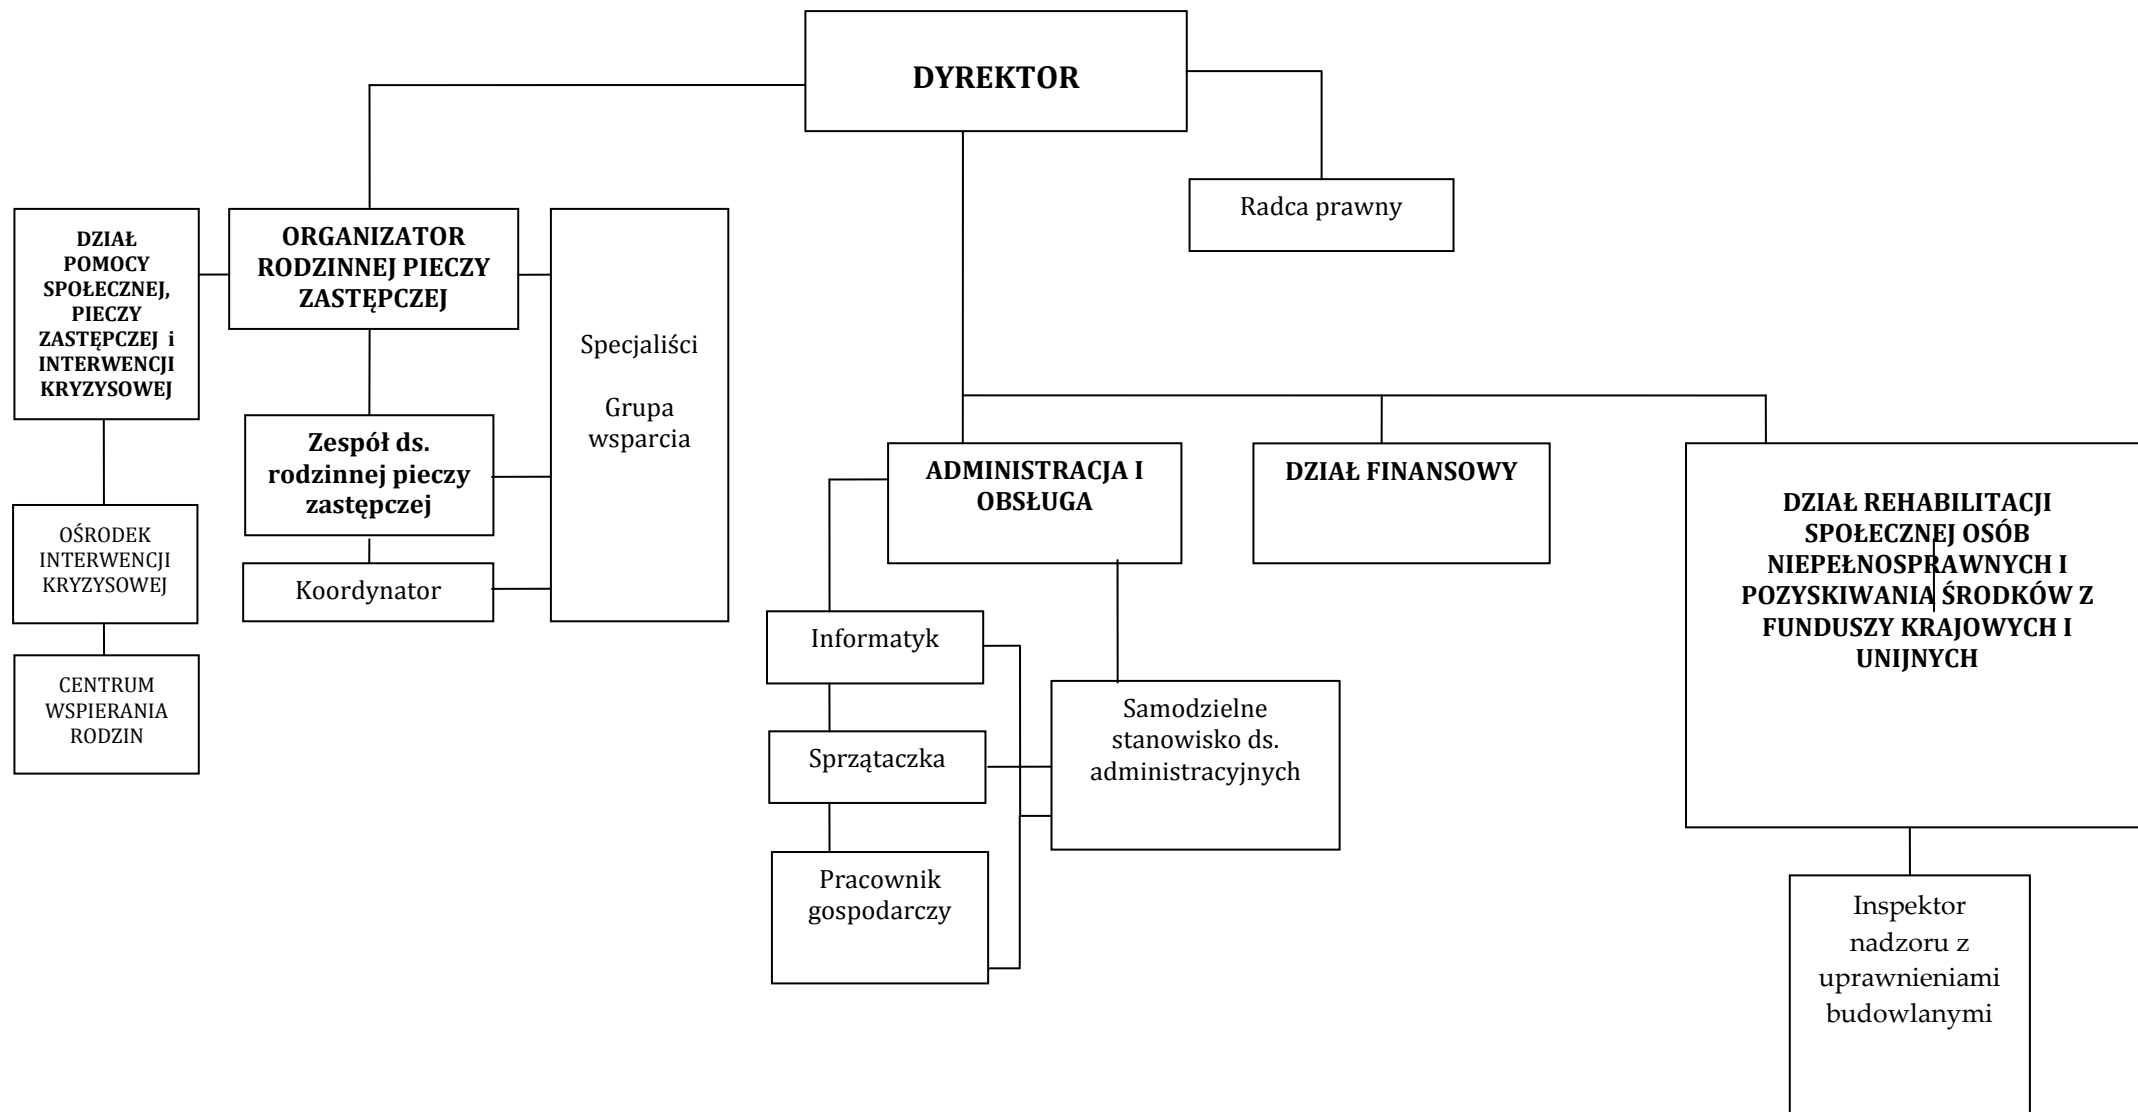 DYREKTOR
Radca prawny
DZIAŁ
POMOCY
SPOŁECZNEJ,
PIECZY
ZASTĘPCZEJ i
INTERWENCJI
KRYZYSOWEJ
ORGANIZATOR
RODZINNEJ PIECZY
ZASTĘPCZEJ
Specjaliści
Grupa
wsparcia
Zespół ds.
rodzinnej pieczy
zastępczej
Koordynator
OŚRODEK
INTERWENCJI
KRYZYSOWEJ
CENTRUM
WSPIERANIA
RODZIN
ADMINISTRACJA I
OBSŁUGA
DZIAŁ FINANSOWY
DZIAŁ REHABILITACJI
SPOŁECZNEJ OSÓB
NIEPEŁNOSPRAWNYCH I
POZYSKIWANIA ŚRODKÓW Z
FUNDUSZY KRAJOWYCH I
UNIJNYCH
Informatyk
Sprzątaczka
Pracownik
gospodarczy
Samodzielne
stanowisko ds.
administracyjnych
Inspektor
nadzoru z
uprawnieniami
budowlanymi